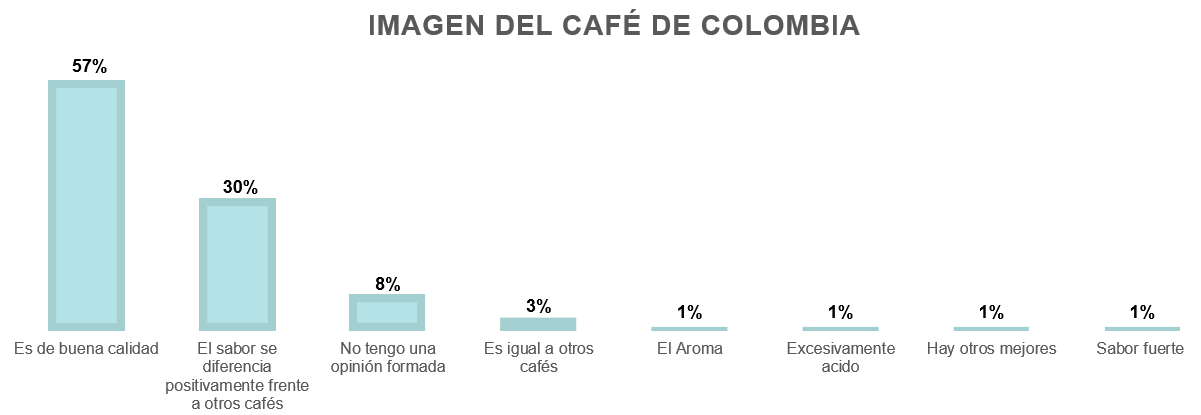 IMAGEN DEL CAFÉ DE COLOMBIA
57%
30%
8%
3%
1%
1%
1%
1%
Es de buena calidad
El sabor se
diferencia
positivamente frente
a otros cafés
No tengo una
opinión formada
Es igual a otros
cafés
El Aroma
Excesivamente
acido
Hay otros mejores
Sabor fuerte